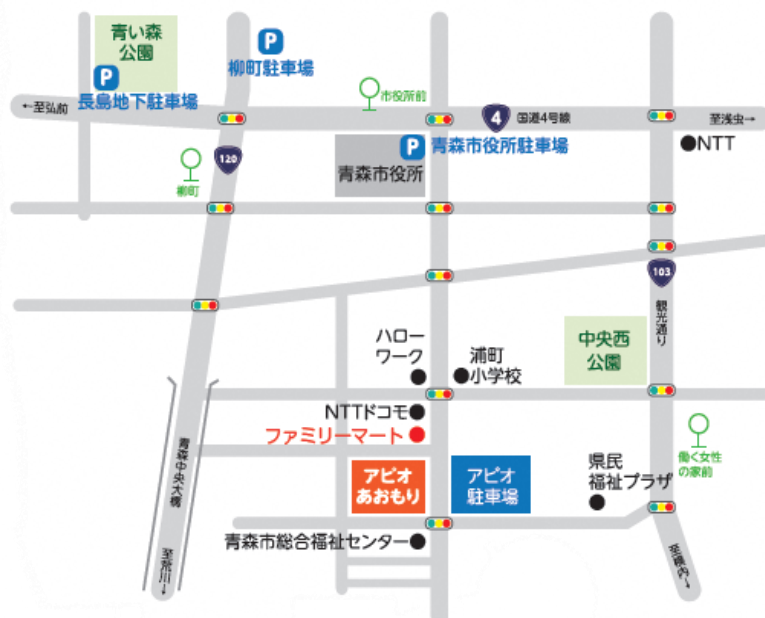 青い森
公園
P
柳町駐車場
P
長島地下駐車場
←至弘前
市役所前
4
国道4号線
至浅虫→
P
青森市役所駐車場
青森市役所
NTT
120
柳町
103
観光通り
ハロー
ワーク
浦町
小学校
中央西
公園
NTTドコモ
ファミリーマート
青森中央大橋
アピオ
あおもり
アピオ
駐車場
県民
福祉プラザ
働く女性
の家前
青森市総合福祉センター
至荒川→
至横内→